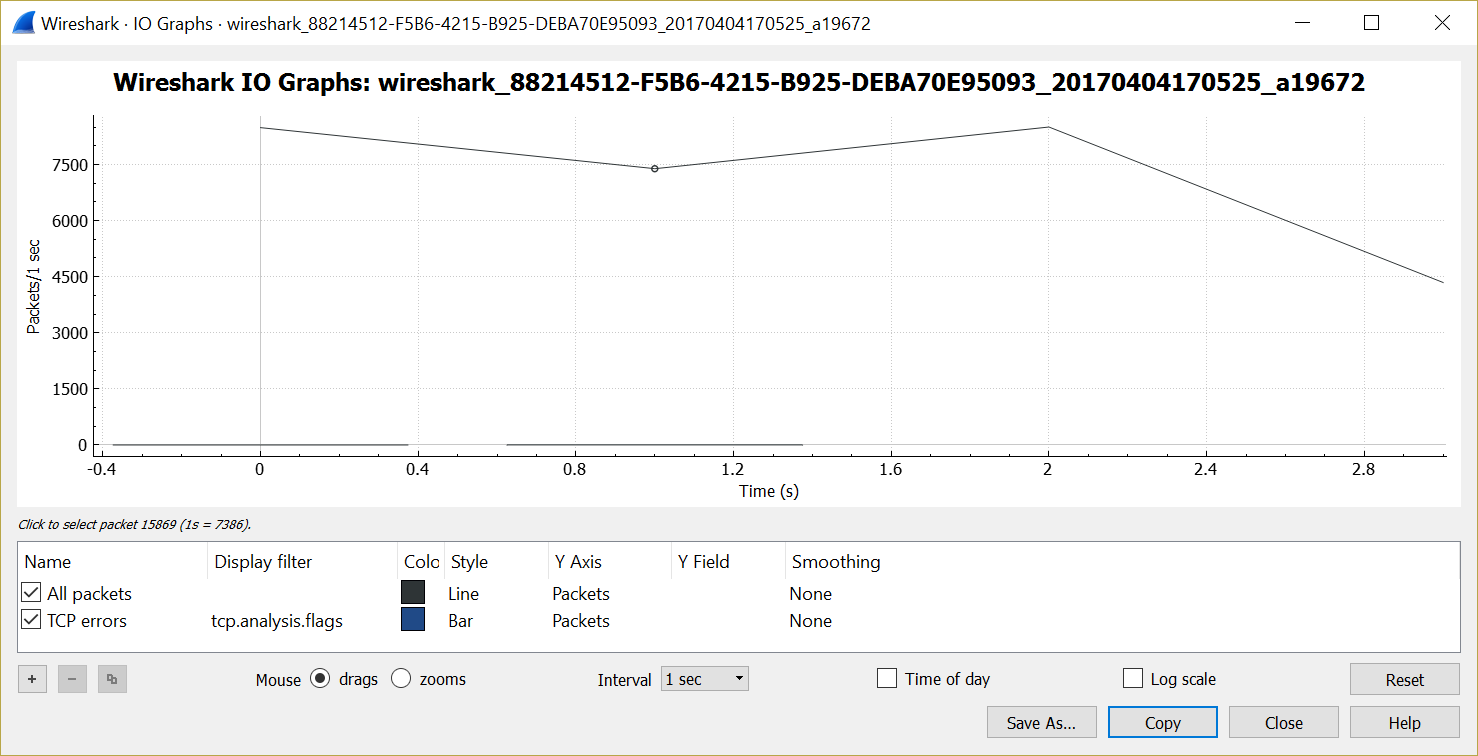 Wireshark · IO Graphs · wireshark_88214512-F5B6-4215-B925-DEBA70E95093_20170404170525_a19672
Wireshark IO Graphs: wireshark_88214512-F5B6-4215-B925-DEBA70E95093_20170404170525_a19672
Packets/1 sec
7500
6000
4500
3000
1500
0
-0.4 0 0.4 0.8 1.2 1.6 2 2.4 2.8
Time (s)
Click to select packet 15869 (1s = 7386).
Name Display filter Colo Style Y Axis Y Field Smoothing
All packets Line Packets None
TCP errors tcp.analysis.flags Bar Packets None
+ − Mouse drags zooms Interval 1 sec Time of day Log scale Reset
Save As... Copy Close Help